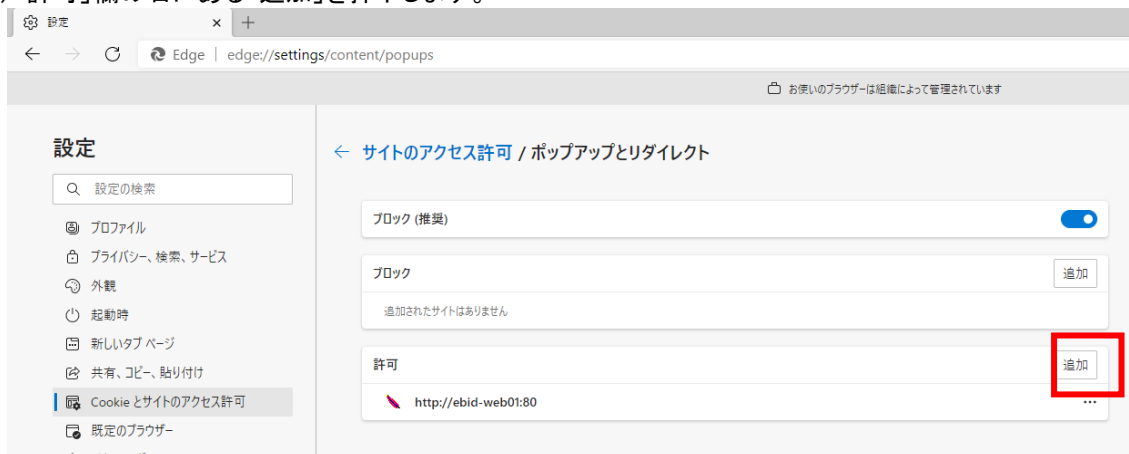 設定
Edge | edge://settings/content/popups
お使いのブラウザーは組織によって管理されています
設定
← サイトのアクセス許可 / ポップアップとリダイレクト
設定の検索
ブロック (推奨)
プロファイル
プライバシー、検索、サービス
ブロック 追加
外観
追加されたサイトはありません
起動時
新しいタブ ページ
許可 追加
共有、コピー、貼り付け
Cookie とサイトのアクセス許可
http://ebid-web01:80 ...
既定のブラウザー